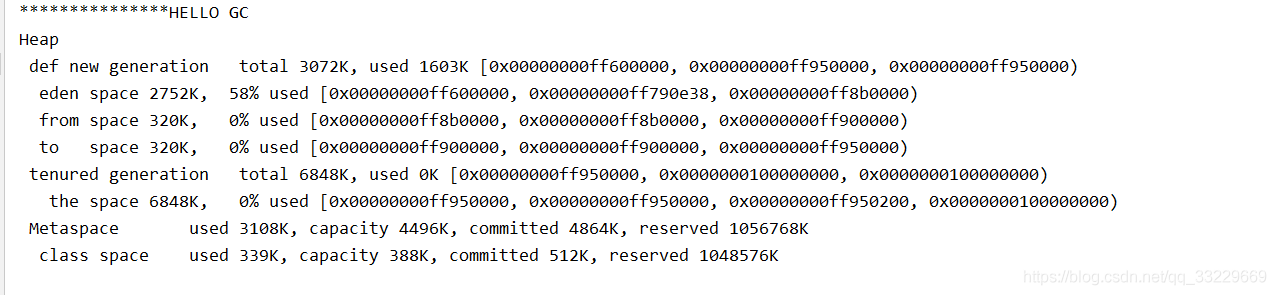 ***************HELLO GC
Heap
def new generation   total 3072K, used 1603K [0x00000000ff600000, 0x00000000ff950000, 0x00000000ff950000)
eden space 2752K,  58% used [0x00000000ff600000, 0x00000000ff790e38, 0x00000000ff8b0000)
from space 320K,   0% used [0x00000000ff8b0000, 0x00000000ff8b0000, 0x00000000ff900000)
to   space 320K,   0% used [0x00000000ff900000, 0x00000000ff900000, 0x00000000ff950000)
tenured generation   total 6848K, used 0K [0x00000000ff950000, 0x0000000100000000, 0x0000000100000000)
the space 6848K,   0% used [0x00000000ff950000, 0x00000000ff950000, 0x00000000ff950200, 0x0000000100000000)
Metaspace       used 3108K, capacity 4496K, committed 4864K, reserved 1056768K
class space    used 339K, capacity 388K, committed 512K, reserved 1048576K
https://blog.csdn.net/qq_33229669